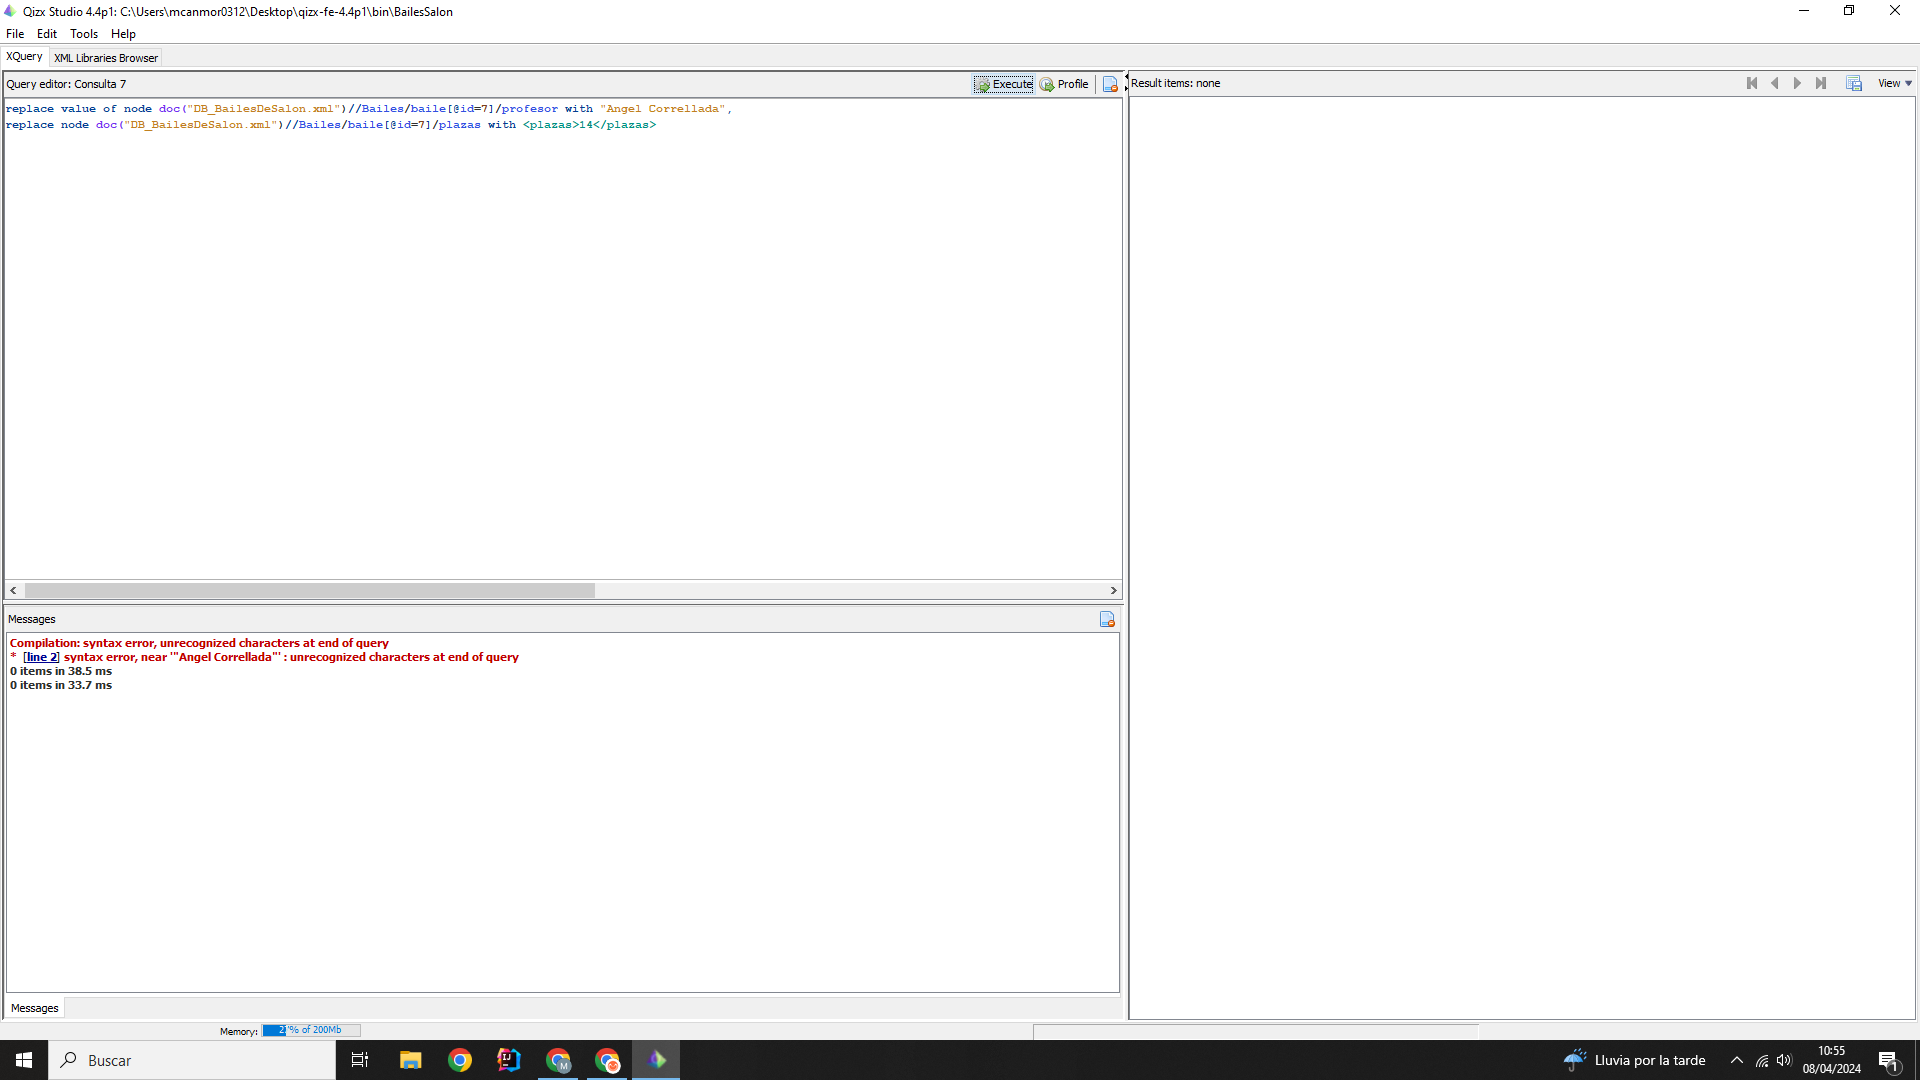 Qizx Studio 4.4p1: C:\Users\mcanmor0312\Desktop\qizx-fe-4.4p1\bin\BailesSalon
File Edit Tools Help
XQuery XML Libraries Browser
Query editor: Consulta 7 Execute Profile
replace value of node doc("DB_BailesDeSalon.xml")//Bailes/baile[@id=7]/profesor with "Angel Correllada",
replace node doc("DB_BailesDeSalon.xml")//Bailes/baile[@id=7]/plazas with <plazas>14</plazas>
Result items: none View
Messages
Compilation: syntax error, unrecognized characters at end of query
* [line 2] syntax error, near '"Angel Correllada"' : unrecognized characters at end of query
0 items in 38.5 ms
0 items in 33.7 ms
Messages
Memory: % of 200Mb
Buscar
Lluvia por la tarde
10:55
08/04/2024
1